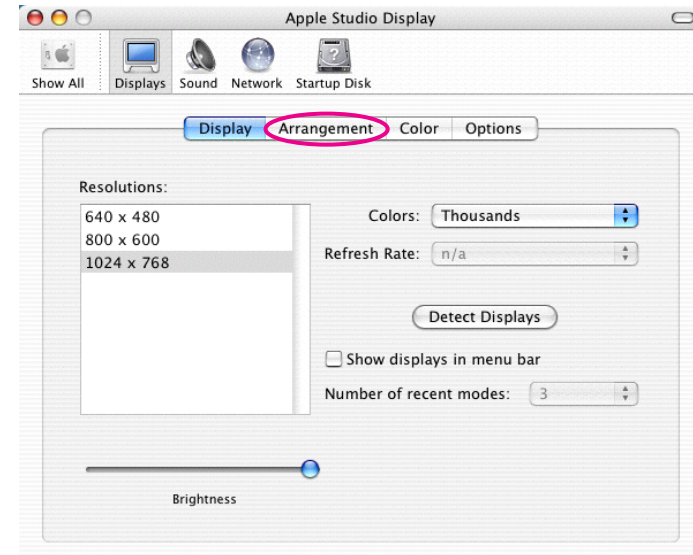 Apple Studio Display
Show All Displays Sound Network Startup Disk
Display Arrangement Color Options
Resolutions:
640 x 480
800 x 600
1024 x 768
Colors: Thousands
Refresh Rate: n/a
Detect Displays
Show displays in menu bar
Number of recent modes: 3
Brightness